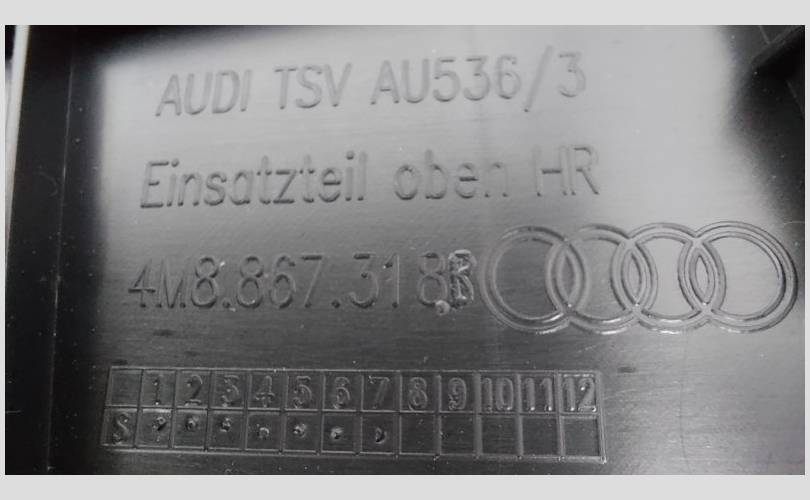 AUDI TSV AU536/3
Einsatzteil oben HR
4M8.867.318B
1 2 3 4 5 6 7 8 9 10 11 12
S